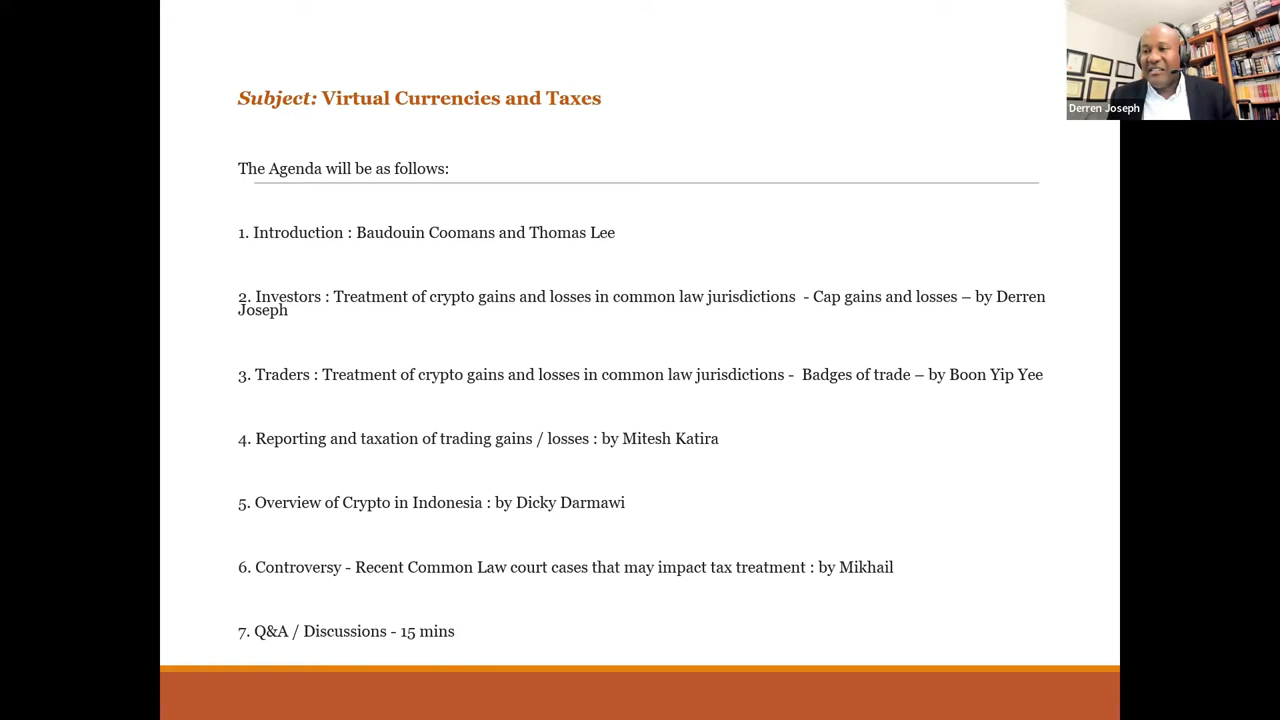 Subject: Virtual Currencies and Taxes
Derren Joseph
The Agenda will be as follows:
1. Introduction : Baudouin Coomans and Thomas Lee
2. Investors : Treatment of crypto gains and losses in common law jurisdictions  - Cap gains and losses – by Derren
Joseph
3. Traders : Treatment of crypto gains and losses in common law jurisdictions -  Badges of trade – by Boon Yip Yee
4. Reporting and taxation of trading gains / losses : by Mitesh Katira
5. Overview of Crypto in Indonesia : by Dicky Darmawi
6. Controversy - Recent Common Law court cases that may impact tax treatment : by Mikhail
7. Q&A / Discussions - 15 mins